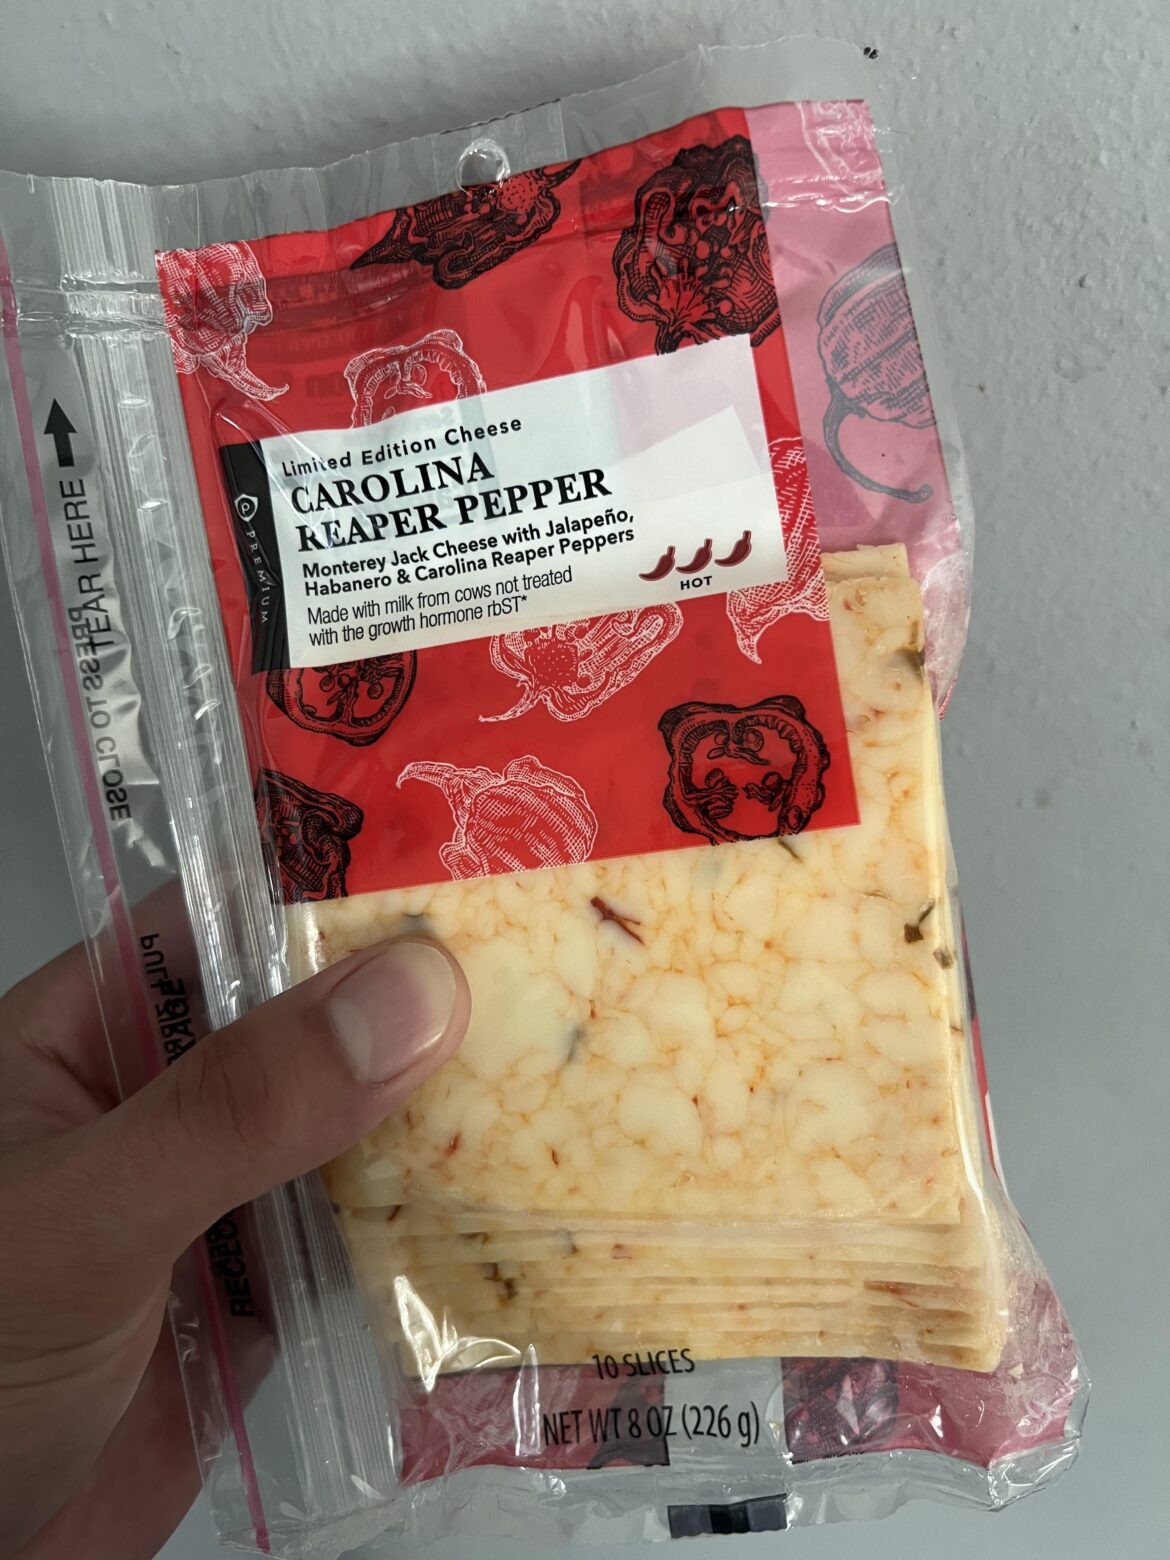 Limited Edition Cheese
CAROLINA
REAPER PEPPER
Monterey Jack Cheese with Jalapeño,
Habanero & Carolina Reaper Peppers
Made with milk from cows not treated
with the growth hormone rbST*
HOT
P PREMIUM
TEAR HERE
PRESS TO CLOSE
10 SLICES
NET WT 8 OZ (226 g)